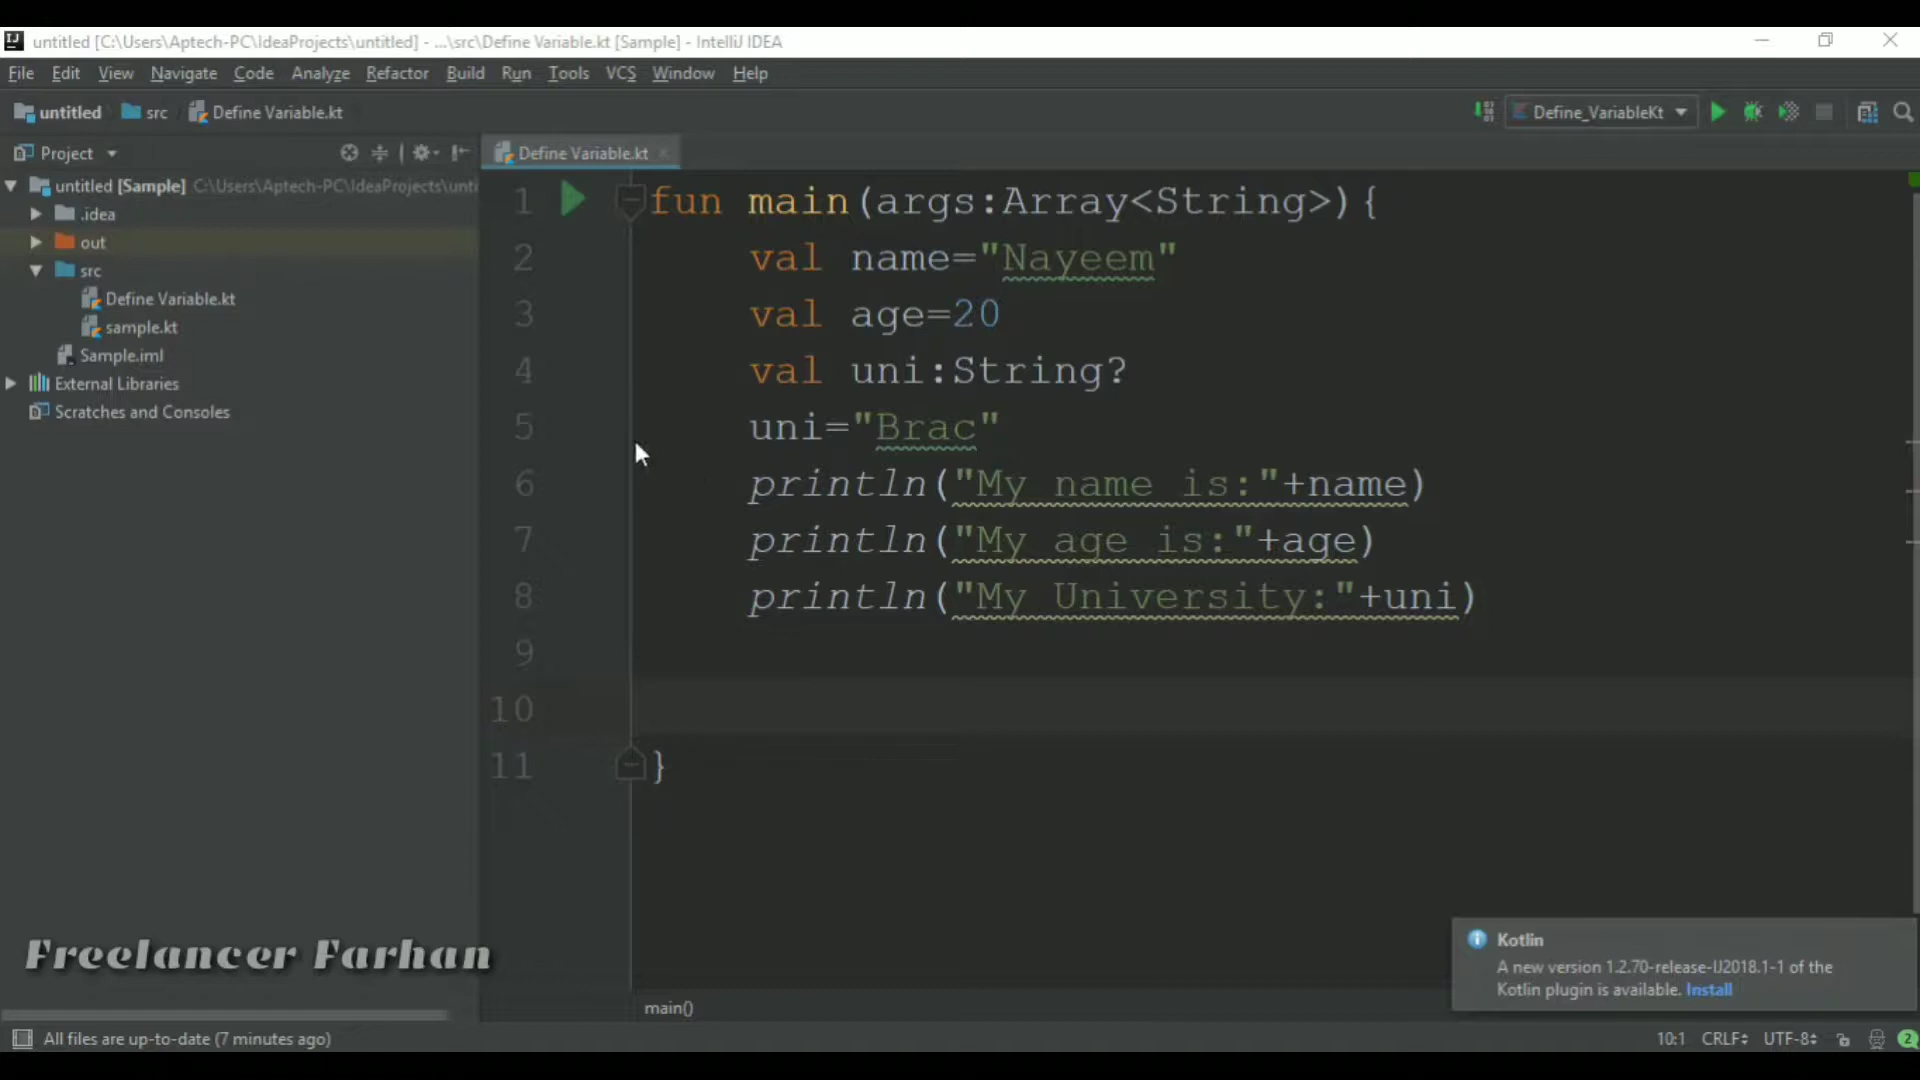 untitled [C:\Users\Aptech-PC\IdeaProjects\untitled] - ...\src\Define Variable.kt [Sample] - IntelliJ IDEA
File Edit View Navigate Code Analyze Refactor Build Run Tools VCS Window Help
untitled src Define Variable.kt Define_VariableKt
Project
Define Variable.kt
untitled [Sample] C:\Users\Aptech-PC\IdeaProjects\unti
.idea
out
src
Define Variable.kt
sample.kt
Sample.iml
External Libraries
Scratches and Consoles
1 fun main(args:Array<String>){
2 val name="Nayeem"
3 val age=20
4 val uni:String?
5 uni="Brac"
6 println("My name is:"+name)
7 println("My age is:"+age)
8 println("My University:"+uni)
9
10
11 }
Freelancer Farhan
Kotlin
A new version 1.2.70-release-IJ2018.1-1 of the
Kotlin plugin is available. Install
main()
All files are up-to-date (7 minutes ago)
10:1 CRLF UTF-8 2